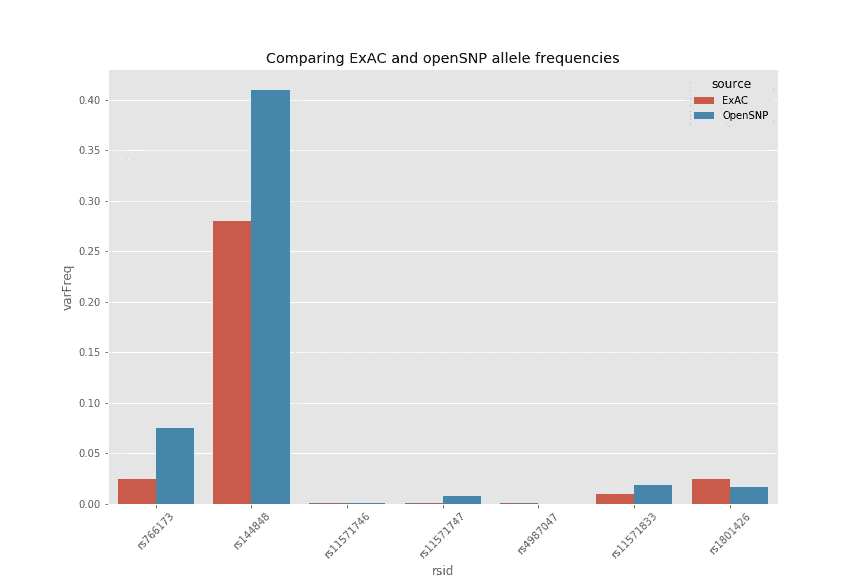 Comparing ExAC and openSNP allele frequencies
source
ExAC
OpenSNP
varFreq
0.40
0.35
0.30
0.25
0.20
0.15
0.10
0.05
0.00
rs766173
rs144848
rs11571746
rs11571747
rs4987047
rs11571833
rs1801426
rsid